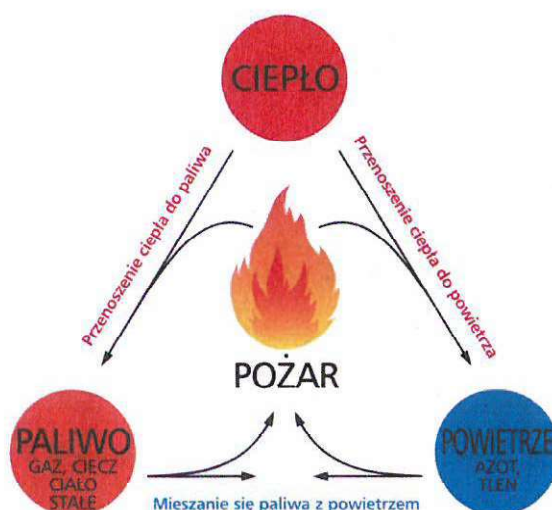 CIEPŁO
Przenoszenie ciepła do paliwa
Przenoszenie ciepła do powietrza
POŻAR
PALIWO
GAZ, CIECZ
CIAŁO
STAŁE
POWIETRZE
AZOT,
TLEN
Mieszanie się paliwa z powietrzem